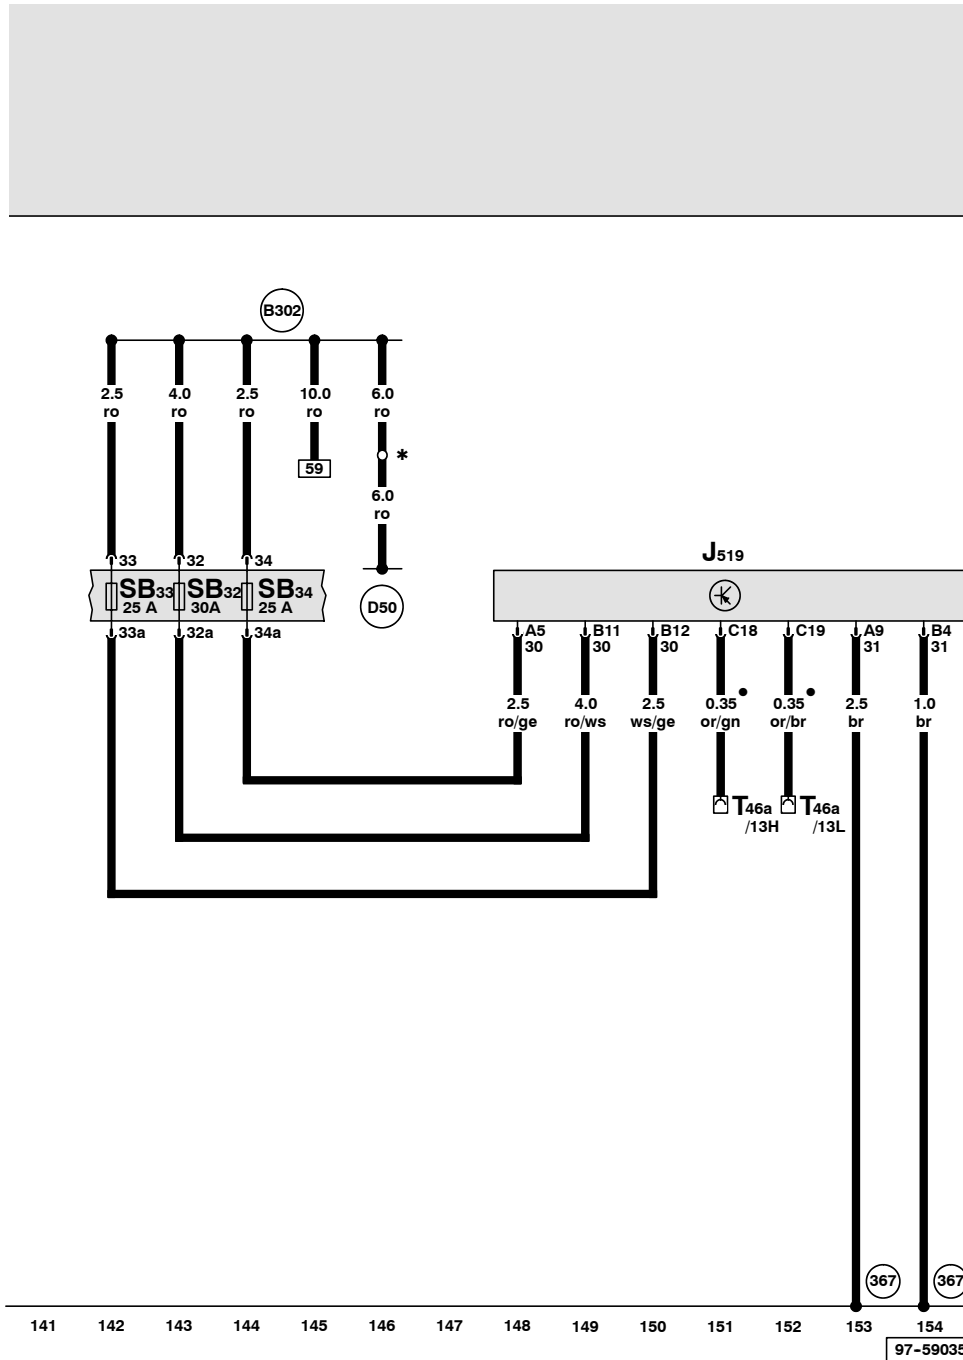 B302
2.5 4.0 2.5 10.0 6.0
ro ro ro ro ro
*
59
6.0
ro
J519
33 32 34
SB33 SB32 SB34
25 A 30A 25 A
D50
33a 32a 34a
A5 B11 B12 C18 C19 A9 B4
30 30 30 31 31
2.5 4.0 2.5 0.35 0.35 2.5 1.0
ro/ge ro/ws ws/ge or/gn or/br br br
T46a T46a
/13H /13L
367 367
141 142 143 144 145 146 147 148 149 150 151 152 153 154
97-59035